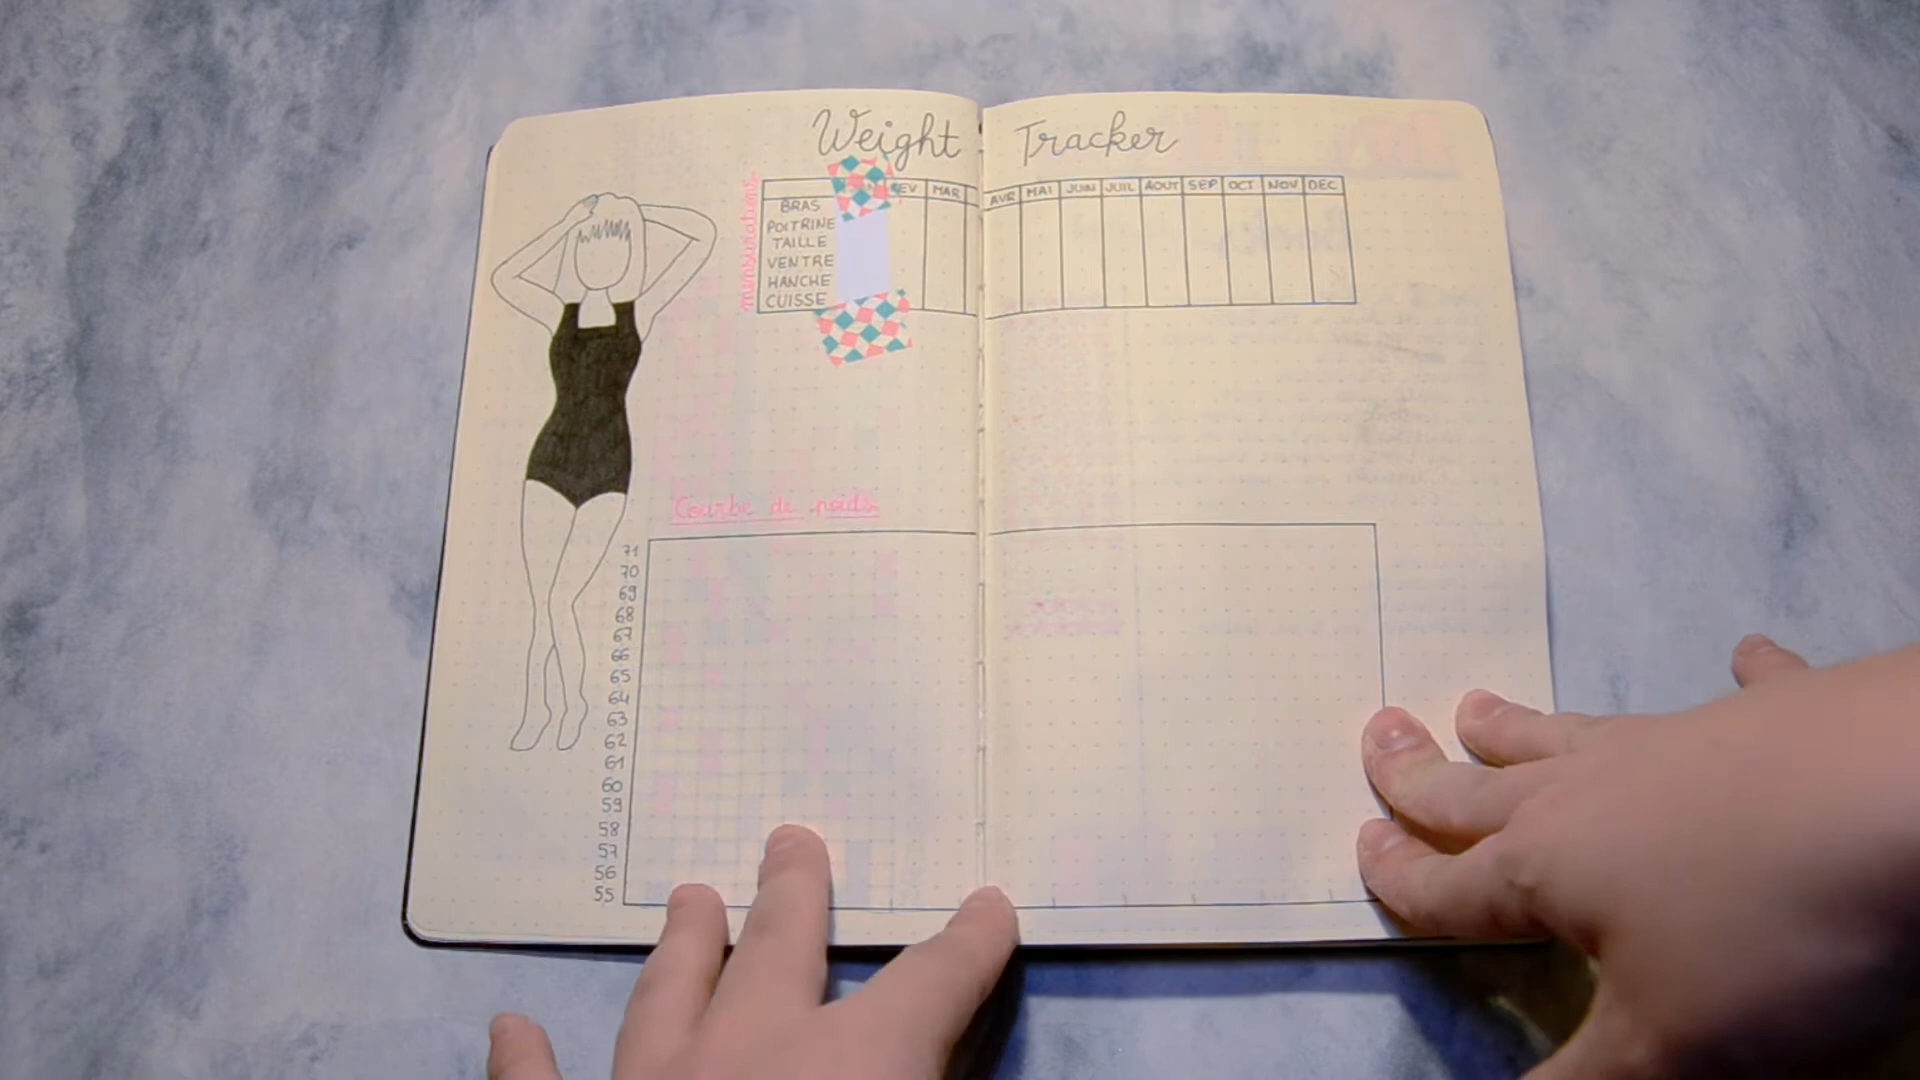 Weight Tracker
mensurations
FEV MAR AVR MAI JUIN JUIL AOUT SEP OCT NOV DEC
BRAS
POITRINE
TAILLE
VENTRE
HANCHE
CUISSE
Courbe de poids
71
70
69
68
67
66
65
64
63
62
61
60
59
58
57
56
55